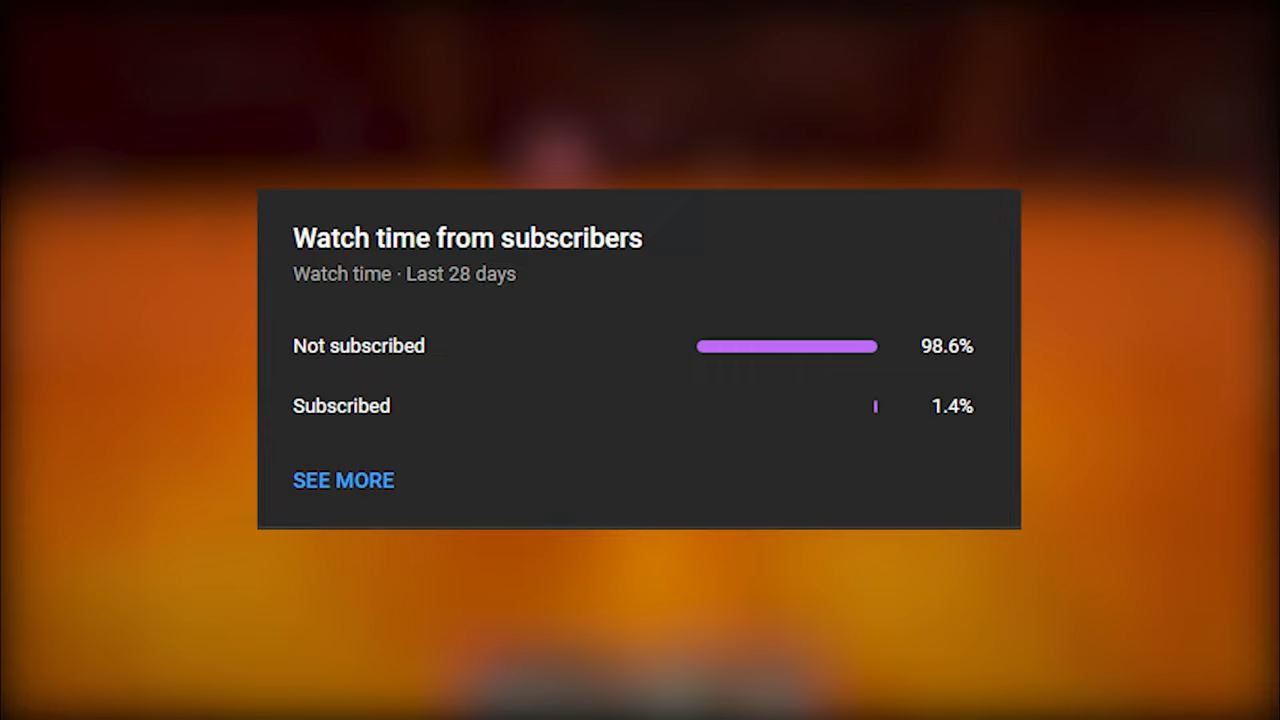 Watch time from subscribers
Watch time · Last 28 days
Not subscribed 98.6%
Subscribed 1.4%
SEE MORE